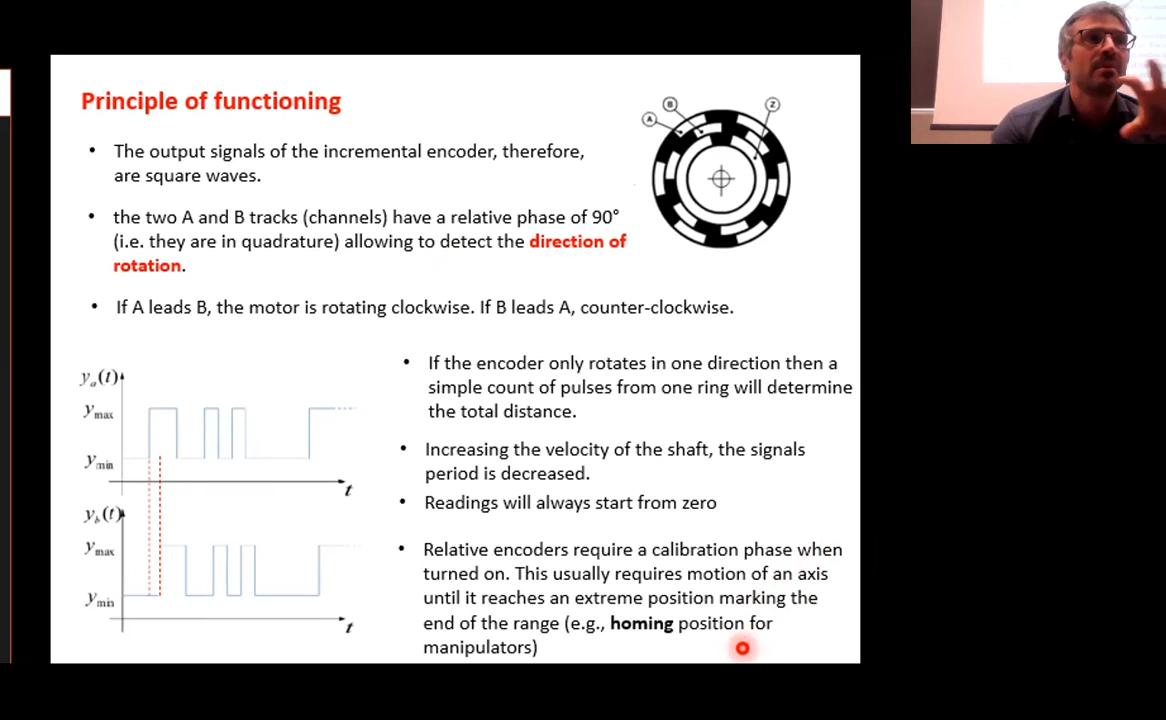 Principle of functioning
B
Z
A
• The output signals of the incremental encoder, therefore,
are square waves.
• the two A and B tracks (channels) have a relative phase of 90°
(i.e. they are in quadrature) allowing to detect the direction of
rotation.
• If A leads B, the motor is rotating clockwise. If B leads A, counter-clockwise.
yₐ(t)
ymax
ymin
t
y_b(t)
ymax
ymin
t
• If the encoder only rotates in one direction then a
simple count of pulses from one ring will determine
the total distance.
• Increasing the velocity of the shaft, the signals
period is decreased.
• Readings will always start from zero
• Relative encoders require a calibration phase when
turned on. This usually requires motion of an axis
until it reaches an extreme position marking the
end of the range (e.g., homing position for
manipulators)